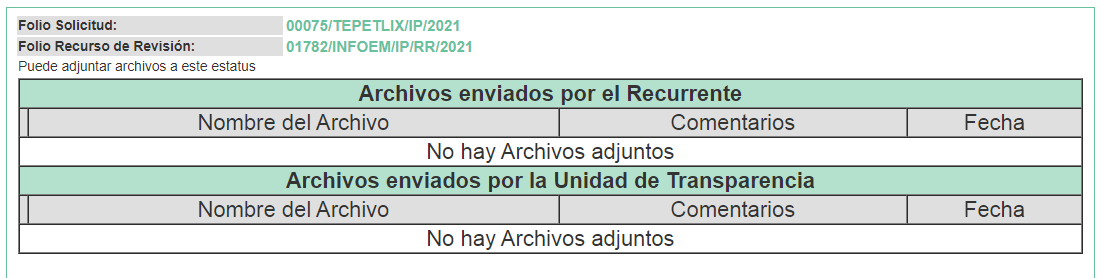 Folio Solicitud: 00075/TEPETLIX/IP/2021
Folio Recurso de Revisión: 01782/INFOEM/IP/RR/2021
Puede adjuntar archivos a este estatus
Archivos enviados por el Recurrente
Nombre del Archivo Comentarios Fecha
No hay Archivos adjuntos
Archivos enviados por la Unidad de Transparencia
Nombre del Archivo Comentarios Fecha
No hay Archivos adjuntos